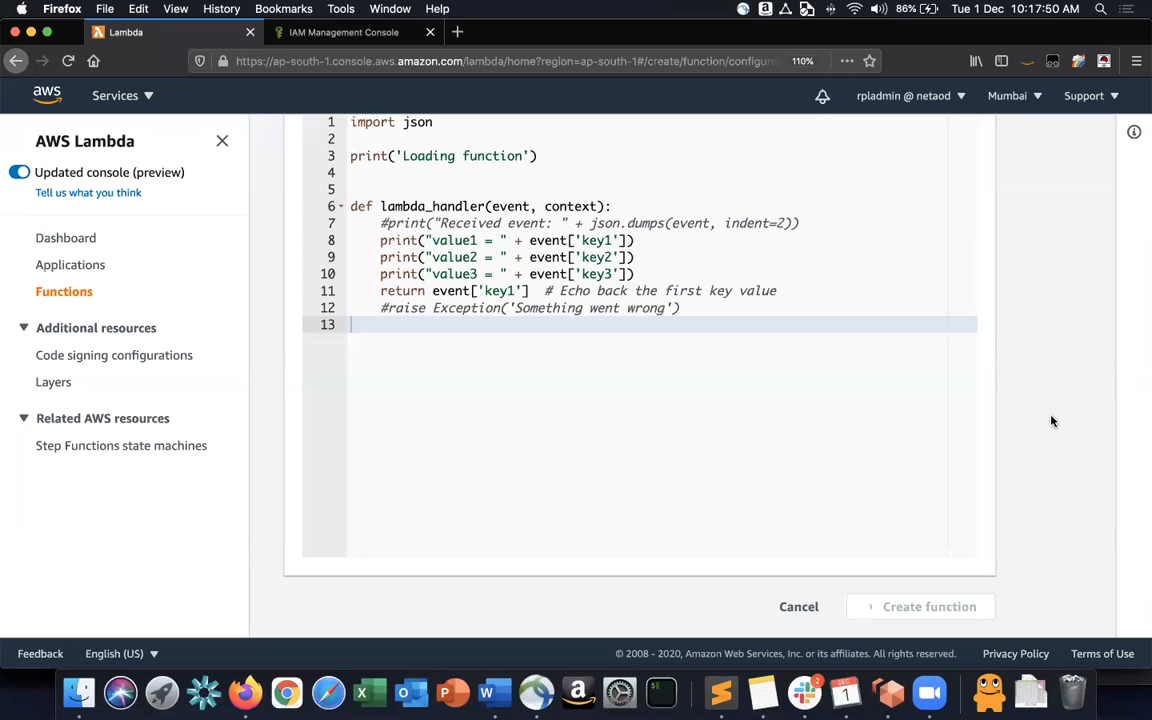 Firefox File Edit View History Bookmarks Tools Window Help 86% Tue 1 Dec 10:17:50 AM
Lambda IAM Management Console
https://ap-south-1.console.aws.amazon.com/lambda/home?region=ap-south-1#/create/function/configure 110%
aws Services rpladmin @ netaod Mumbai Support
AWS Lambda
Updated console (preview)
Tell us what you think
Dashboard
Applications
Functions
Additional resources
Code signing configurations
Layers
Related AWS resources
Step Functions state machines
1 import json
2
3 print('Loading function')
4
5
6 def lambda_handler(event, context):
7 #print("Received event: " + json.dumps(event, indent=2))
8 print("value1 = " + event['key1'])
9 print("value2 = " + event['key2'])
10 print("value3 = " + event['key3'])
11 return event['key1'] # Echo back the first key value
12 #raise Exception('Something went wrong')
13
Cancel Create function
Feedback English (US) © 2008 - 2020, Amazon Web Services, Inc. or its affiliates. All rights reserved. Privacy Policy Terms of Use